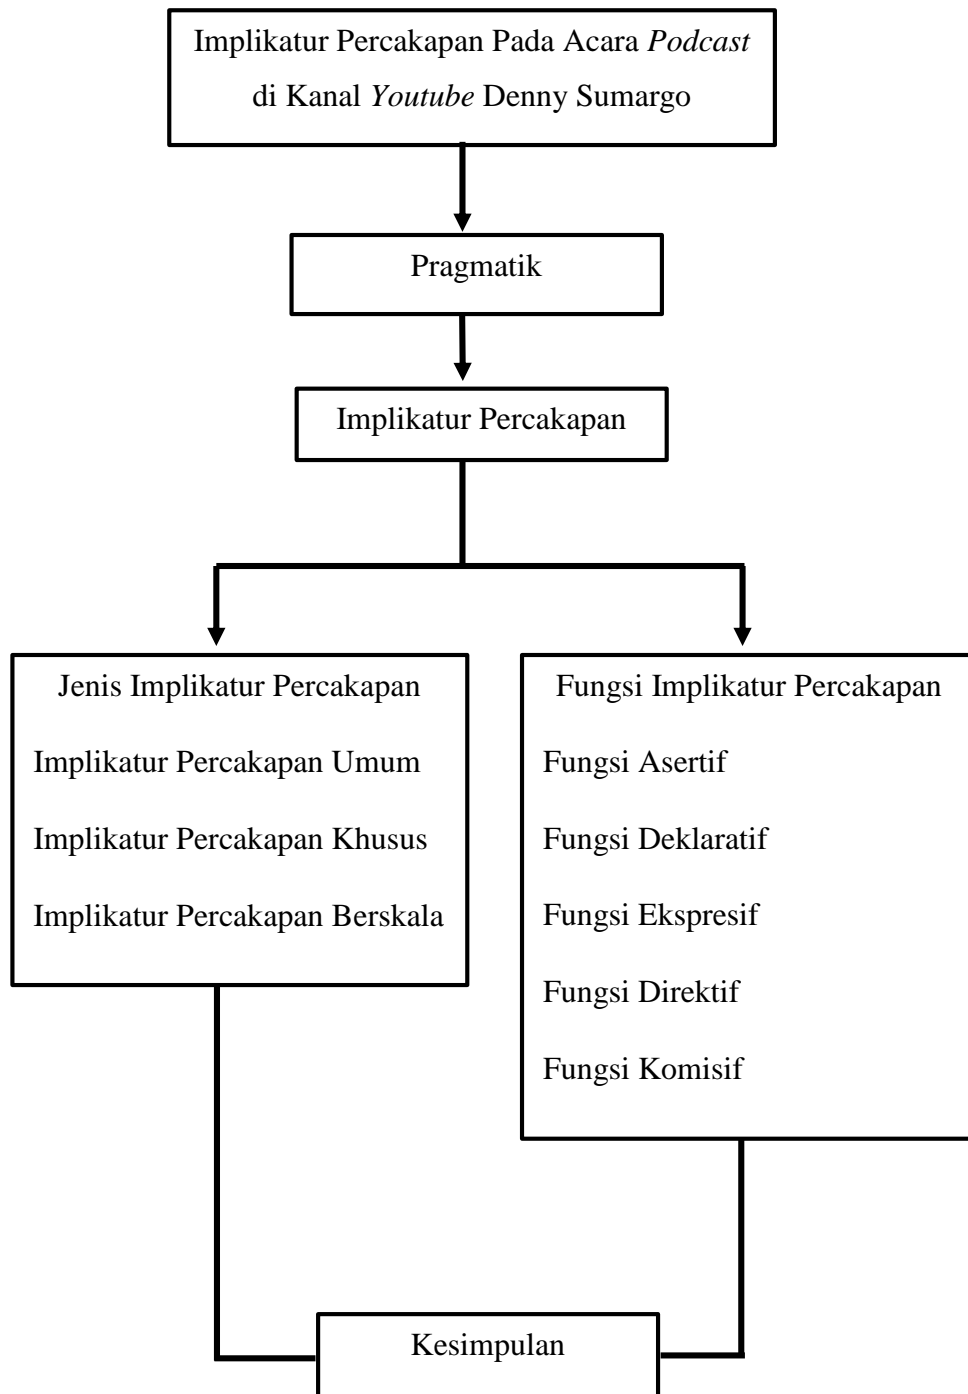 Implikatur Percakapan Pada Acara Podcast
di Kanal Youtube Denny Sumargo
Pragmatik
Implikatur Percakapan
Jenis Implikatur Percakapan
Implikatur Percakapan Umum
Implikatur Percakapan Khusus
Implikatur Percakapan Berskala
Fungsi Implikatur Percakapan
Fungsi Asertif
Fungsi Deklaratif
Fungsi Ekspresif
Fungsi Direktif
Fungsi Komisif
Kesimpulan